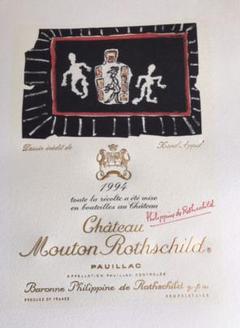 Dessin inédit de Karel Appel
1994
toute la récolte a été mise
en bouteilles au Château
Château
Mouton Rothschild
Philippine de Rothschild
PAUILLAC
APPELLATION PAUILLAC CONTRÔLÉE
Baronne Philippine de Rothschild g.f.a.
PRODUCE OF FRANCE PROPRIÉTAIRE